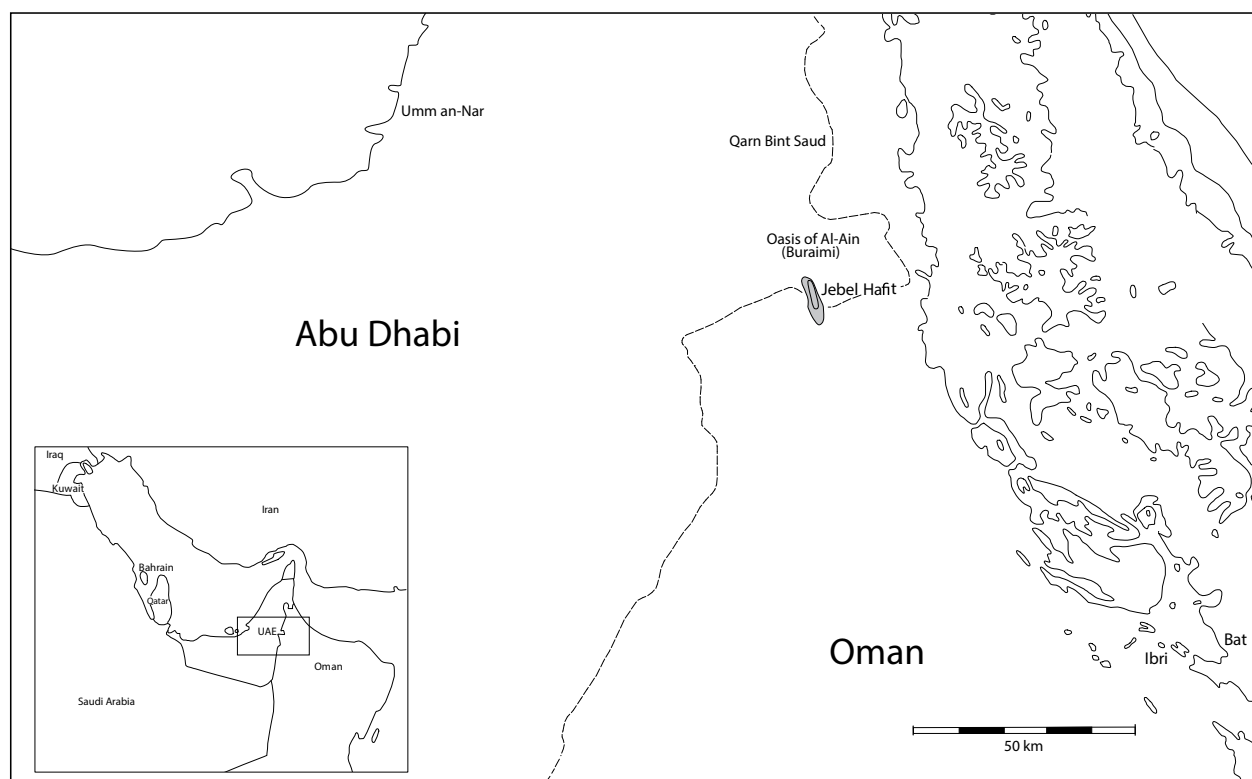 Umm an-Nar
Qarn Bint Saud
Oasis of Al-Ain
(Buraimi)
Jebel Hafit
Abu Dhabi
Iraq
Kuwait
Iran
Bahrain
Qatar
UAE
Oman
Saudi Arabia
Oman
Bat
Ibri
50 km